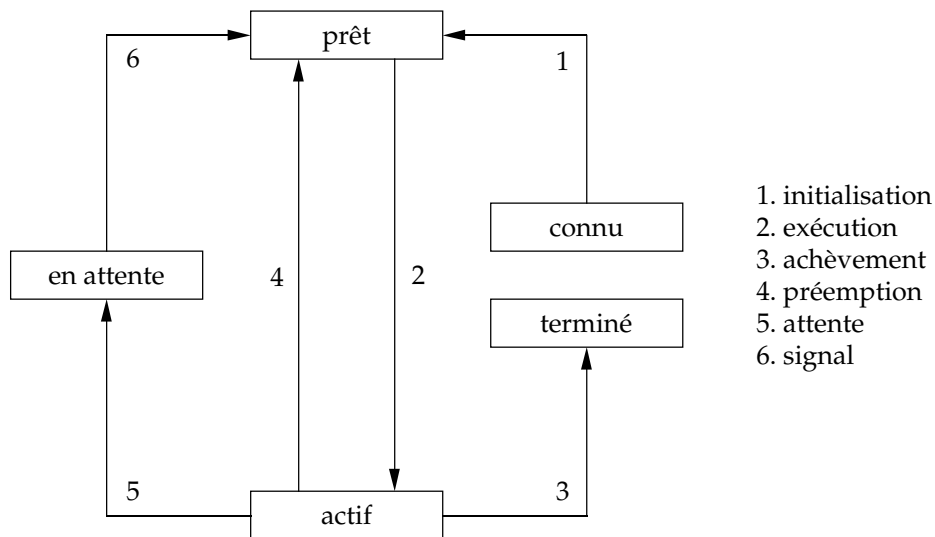 prêt
6
1
connu
1. initialisation
2. exécution
3. achèvement
4. préemption
5. attente
6. signal
en attente
4
2
terminé
5
3
actif